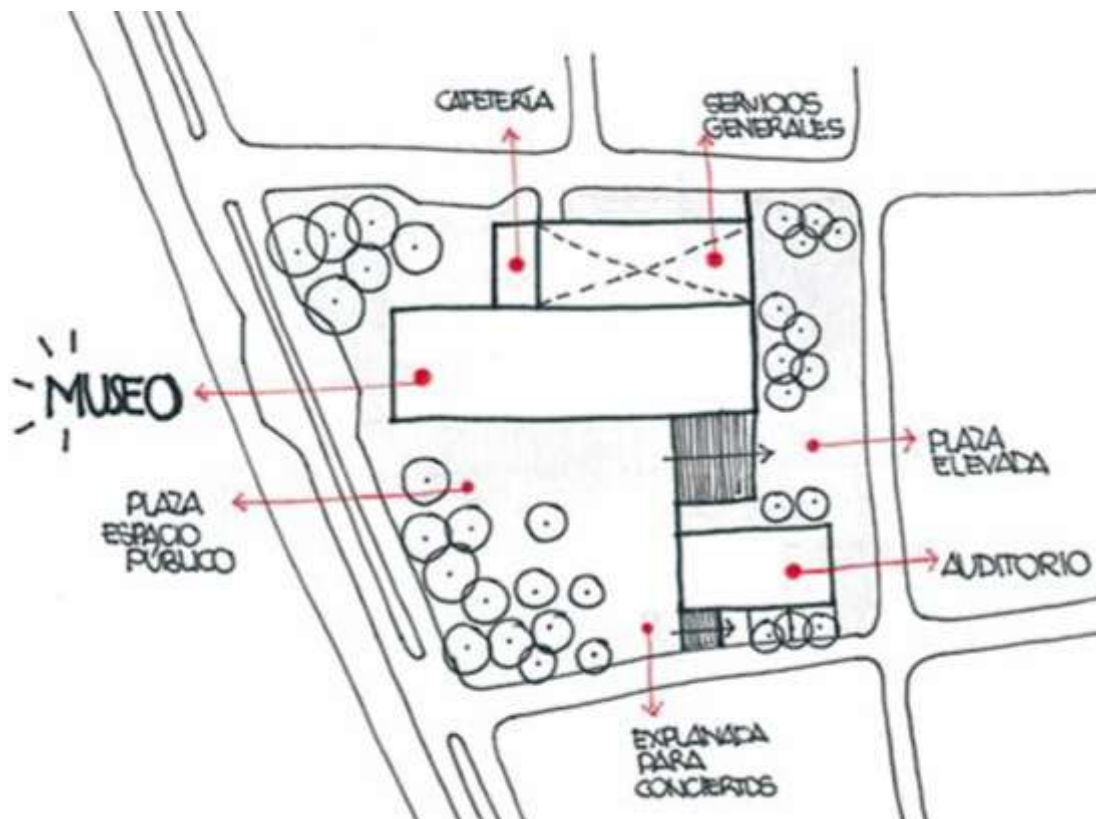 CAFETERÍA
SERVICIOS
GENERALES
MUSEO
PLAZA
ESPACIO
PÚBLICO
PLAZA
ELEVADA
AUDITORIO
EXPLANADA
PARA
CONCIERTOS